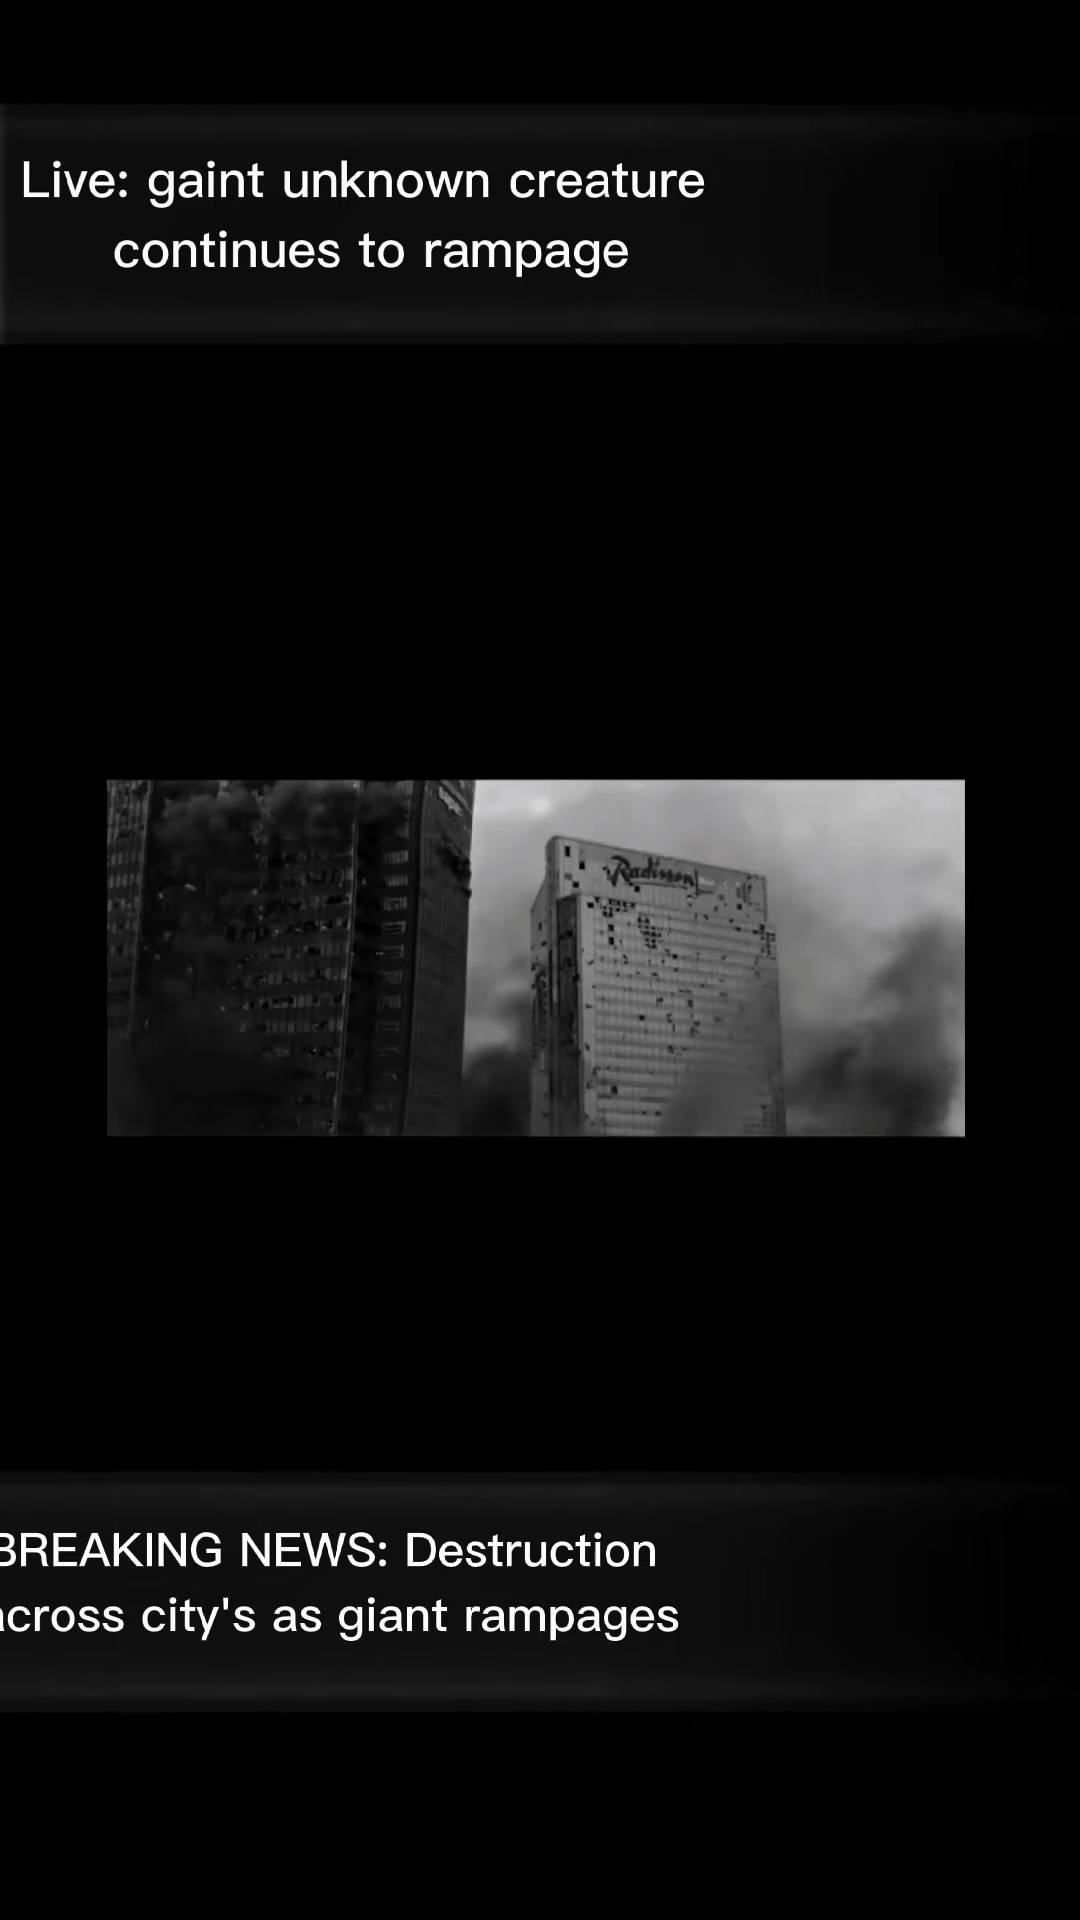 Live: gaint unknown creature
continues to rampage
Radisson
BREAKING NEWS: Destruction
across city's as giant rampages